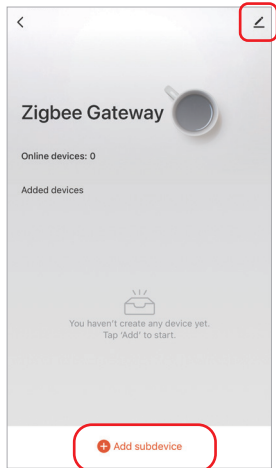 Zigbee Gateway
Online devices: 0
Added devices
You haven't create any device yet.
Tap 'Add' to start.
Add subdevice